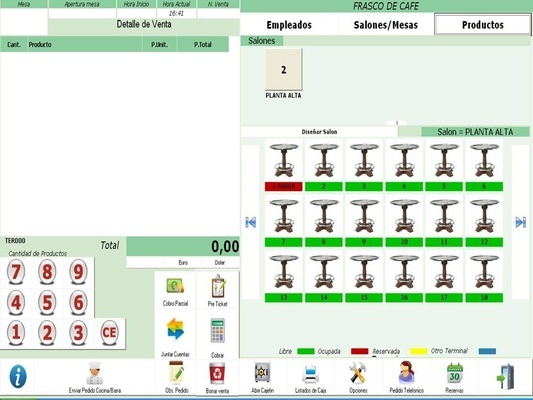 Mesa Apertura mesa Hora Inicio Hora Actual N. Venta
16:41
Detalle de Venta
Cant. Producto P.Unit. P.Total
FRASCO DE CAFE
Empleados Salones/Mesas Productos
Salones
2
PLANTA ALTA
Diseñar Salon Salon = PLANTA ALTA
2 3 4 5 6
7 8 9 10 11 12
13 14 15 16 17 18
TEROOO
Total 0,00
Cantidad de Productos
Euro Dolar
7 8 9
4 5 6
1 2 3 CE
Cobro Parcial Pre Ticket
Juntar Cuentas Cobrar
Libre Ocupada Reservada Otro Terminal
Enviar Pedido Cocina/Barra
Obs. Pedido
Borrar venta
Abrir Cajetin
Listados de Caja
Opciones
Pedido Telefonico
30
Reservas